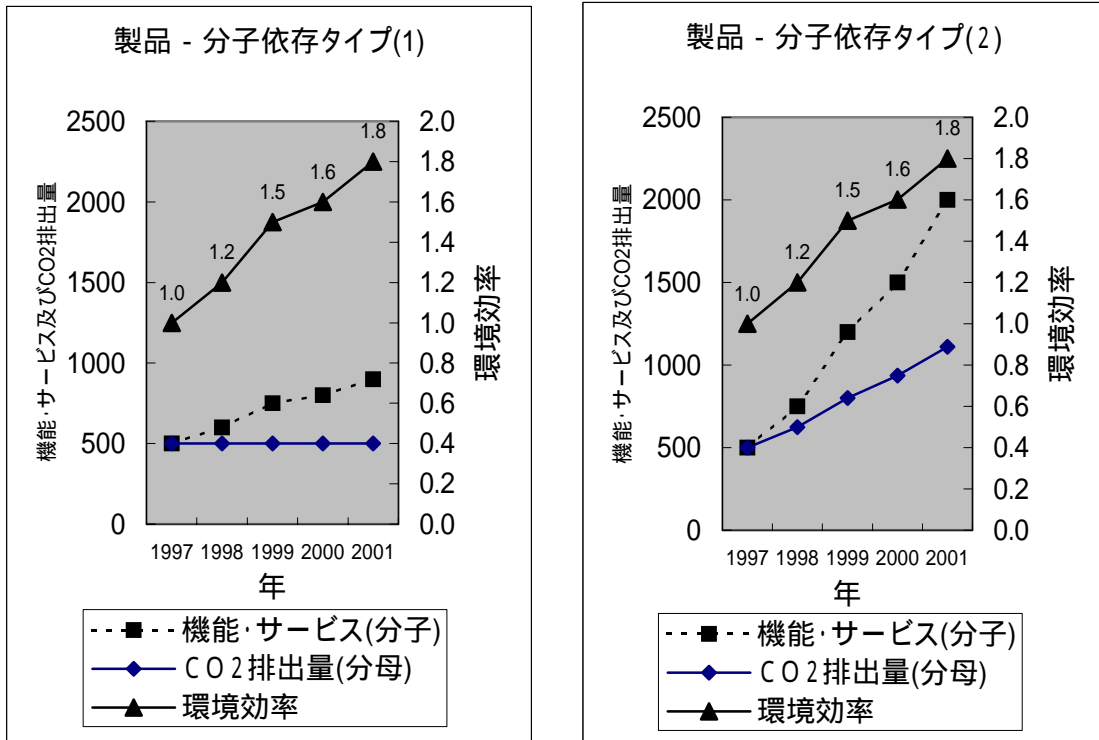 製品 - 分子依存タイプ(1)
機能･サービス及びCO2排出量
2500
2000
1500
1000
500
0
2.0
1.8
1.6
1.4
1.2
1.0
0.8
0.6
0.4
0.2
0.0
環境効率
1.0
1.2
1.5
1.6
1.8
1997 1998 1999 2000 2001
年
機能･サービス(分子)
CO2排出量(分母)
環境効率
製品 - 分子依存タイプ(2)
機能･サービス及びCO2排出量
2500
2000
1500
1000
500
0
2.0
1.8
1.6
1.4
1.2
1.0
0.8
0.6
0.4
0.2
0.0
環境効率
1.0
1.2
1.5
1.6
1.8
1997 1998 1999 2000 2001
年
機能･サービス(分子)
CO2排出量(分母)
環境効率